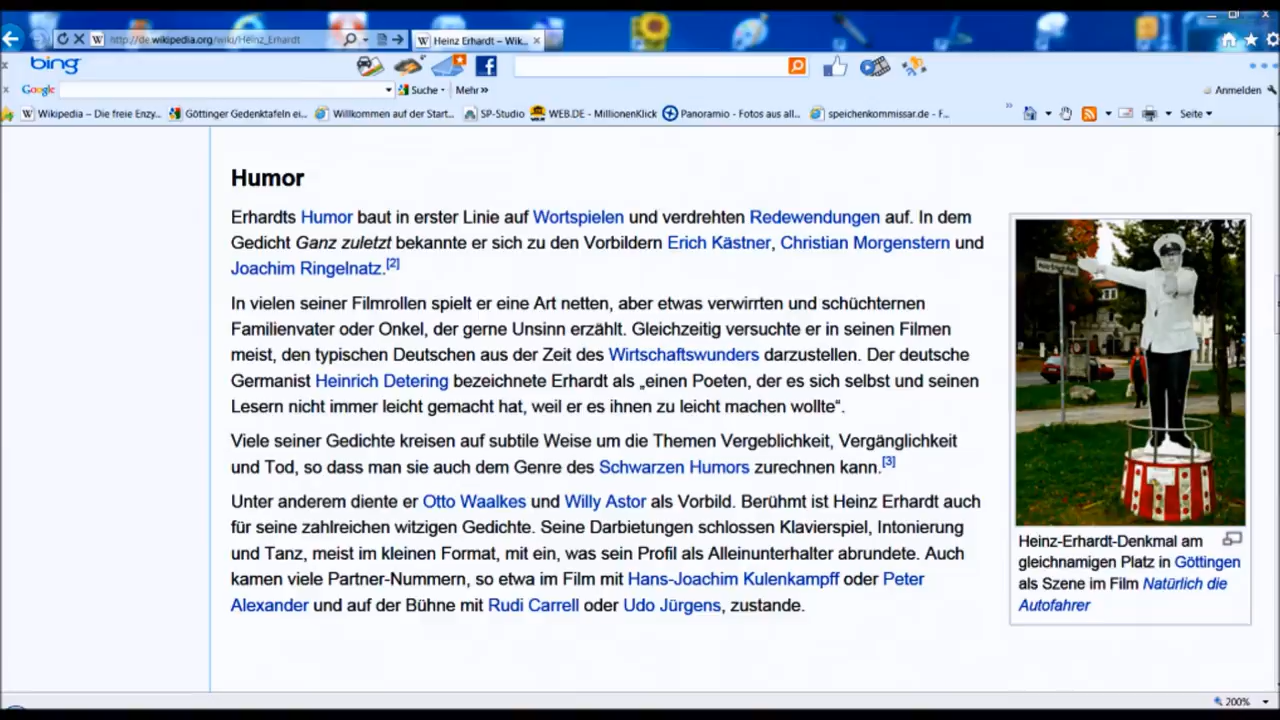 http://de.wikipedia.org/wiki/Heinz_Erhardt
W Heinz Erhardt – Wik...
bing
Google
Suche
Mehr »
Anmelden
W Wikipedia – Die freie Enzy...
Göttinger Gedenktafeln ei...
Willkommen auf der Start...
SP-Studio
WEB.DE - MillionenKlick
Panoramio - Fotos aus all...
speichenkommissar.de - F...
Seite
Humor
Erhardts Humor baut in erster Linie auf Wortspielen und verdrehten Redewendungen auf. In dem
Gedicht Ganz zuletzt bekannte er sich zu den Vorbildern Erich Kästner, Christian Morgenstern und
Joachim Ringelnatz.[2]
In vielen seiner Filmrollen spielt er eine Art netten, aber etwas verwirrten und schüchternen
Familienvater oder Onkel, der gerne Unsinn erzählt. Gleichzeitig versuchte er in seinen Filmen
meist, den typischen Deutschen aus der Zeit des Wirtschaftswunders darzustellen. Der deutsche
Germanist Heinrich Detering bezeichnete Erhardt als „einen Poeten, der es sich selbst und seinen
Lesern nicht immer leicht gemacht hat, weil er es ihnen zu leicht machen wollte“.
Viele seiner Gedichte kreisen auf subtile Weise um die Themen Vergeblichkeit, Vergänglichkeit
und Tod, so dass man sie auch dem Genre des Schwarzen Humors zurechnen kann.[3]
Unter anderem diente er Otto Waalkes und Willy Astor als Vorbild. Berühmt ist Heinz Erhardt auch
für seine zahlreichen witzigen Gedichte. Seine Darbietungen schlossen Klavierspiel, Intonierung
und Tanz, meist im kleinen Format, mit ein, was sein Profil als Alleinunterhalter abrundete. Auch
kamen viele Partner-Nummern, so etwa im Film mit Hans-Joachim Kulenkampff oder Peter
Alexander und auf der Bühne mit Rudi Carrell oder Udo Jürgens, zustande.
Heinz-Erhardt-Denkmal am
gleichnamigen Platz in Göttingen
als Szene im Film Natürlich die
Autofahrer
200%